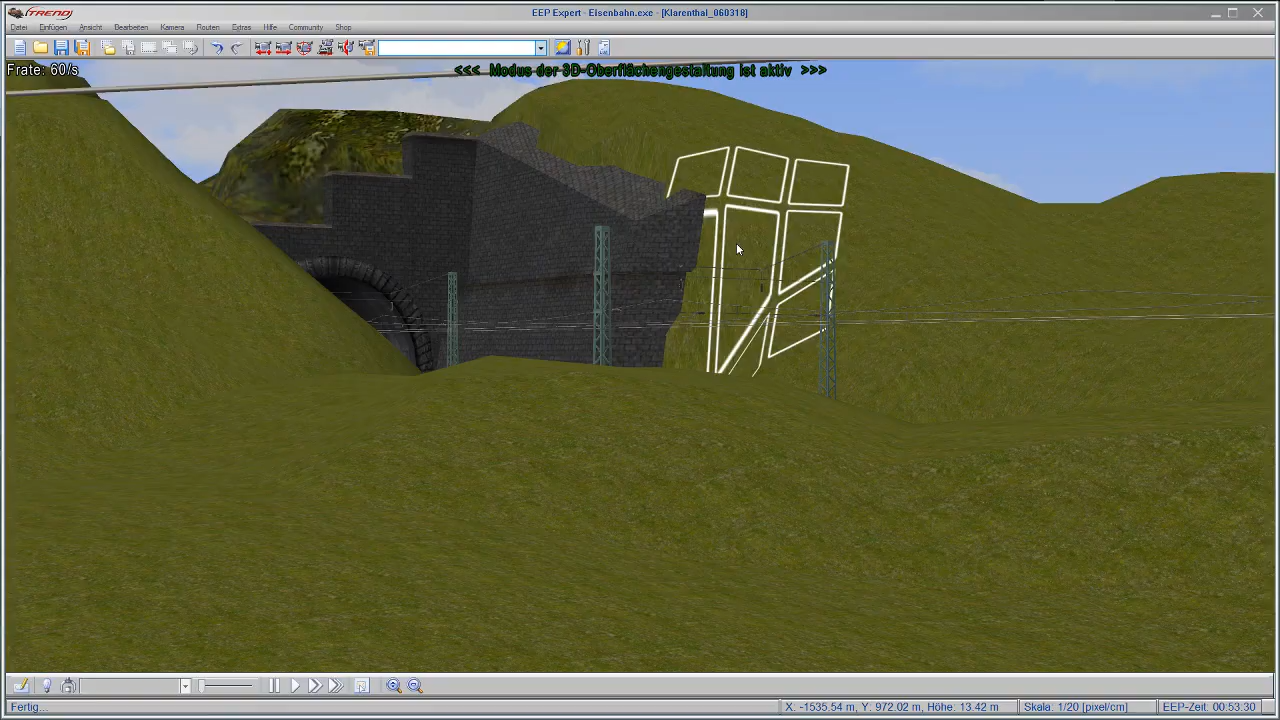 TREND
EEP Expert - Eisenbahn.exe - [Klarenthal_060318]
Datei Einfügen Ansicht Bearbeiten Kamera Routen Extras Hilfe Community Shop
Frate: 60/s
<<< Modus der 3D-Oberflächengestaltung ist aktiv >>>
Fertig...
X: -1535.54 m, Y: 972.02 m, Höhe: 13.42 m
Skala: 1/20 [pixel/cm]
EEP-Zeit: 00:53:30